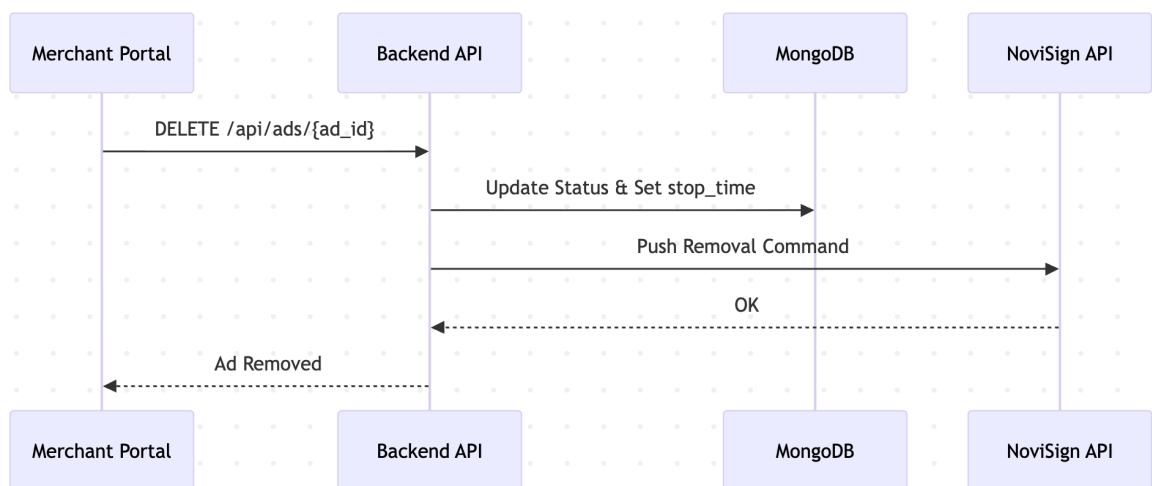 Merchant Portal
Backend API
MongoDB
NoviSign API
DELETE /api/ads/{ad_id}
Update Status & Set stop_time
Push Removal Command
OK
Ad Removed
Merchant Portal
Backend API
MongoDB
NoviSign API